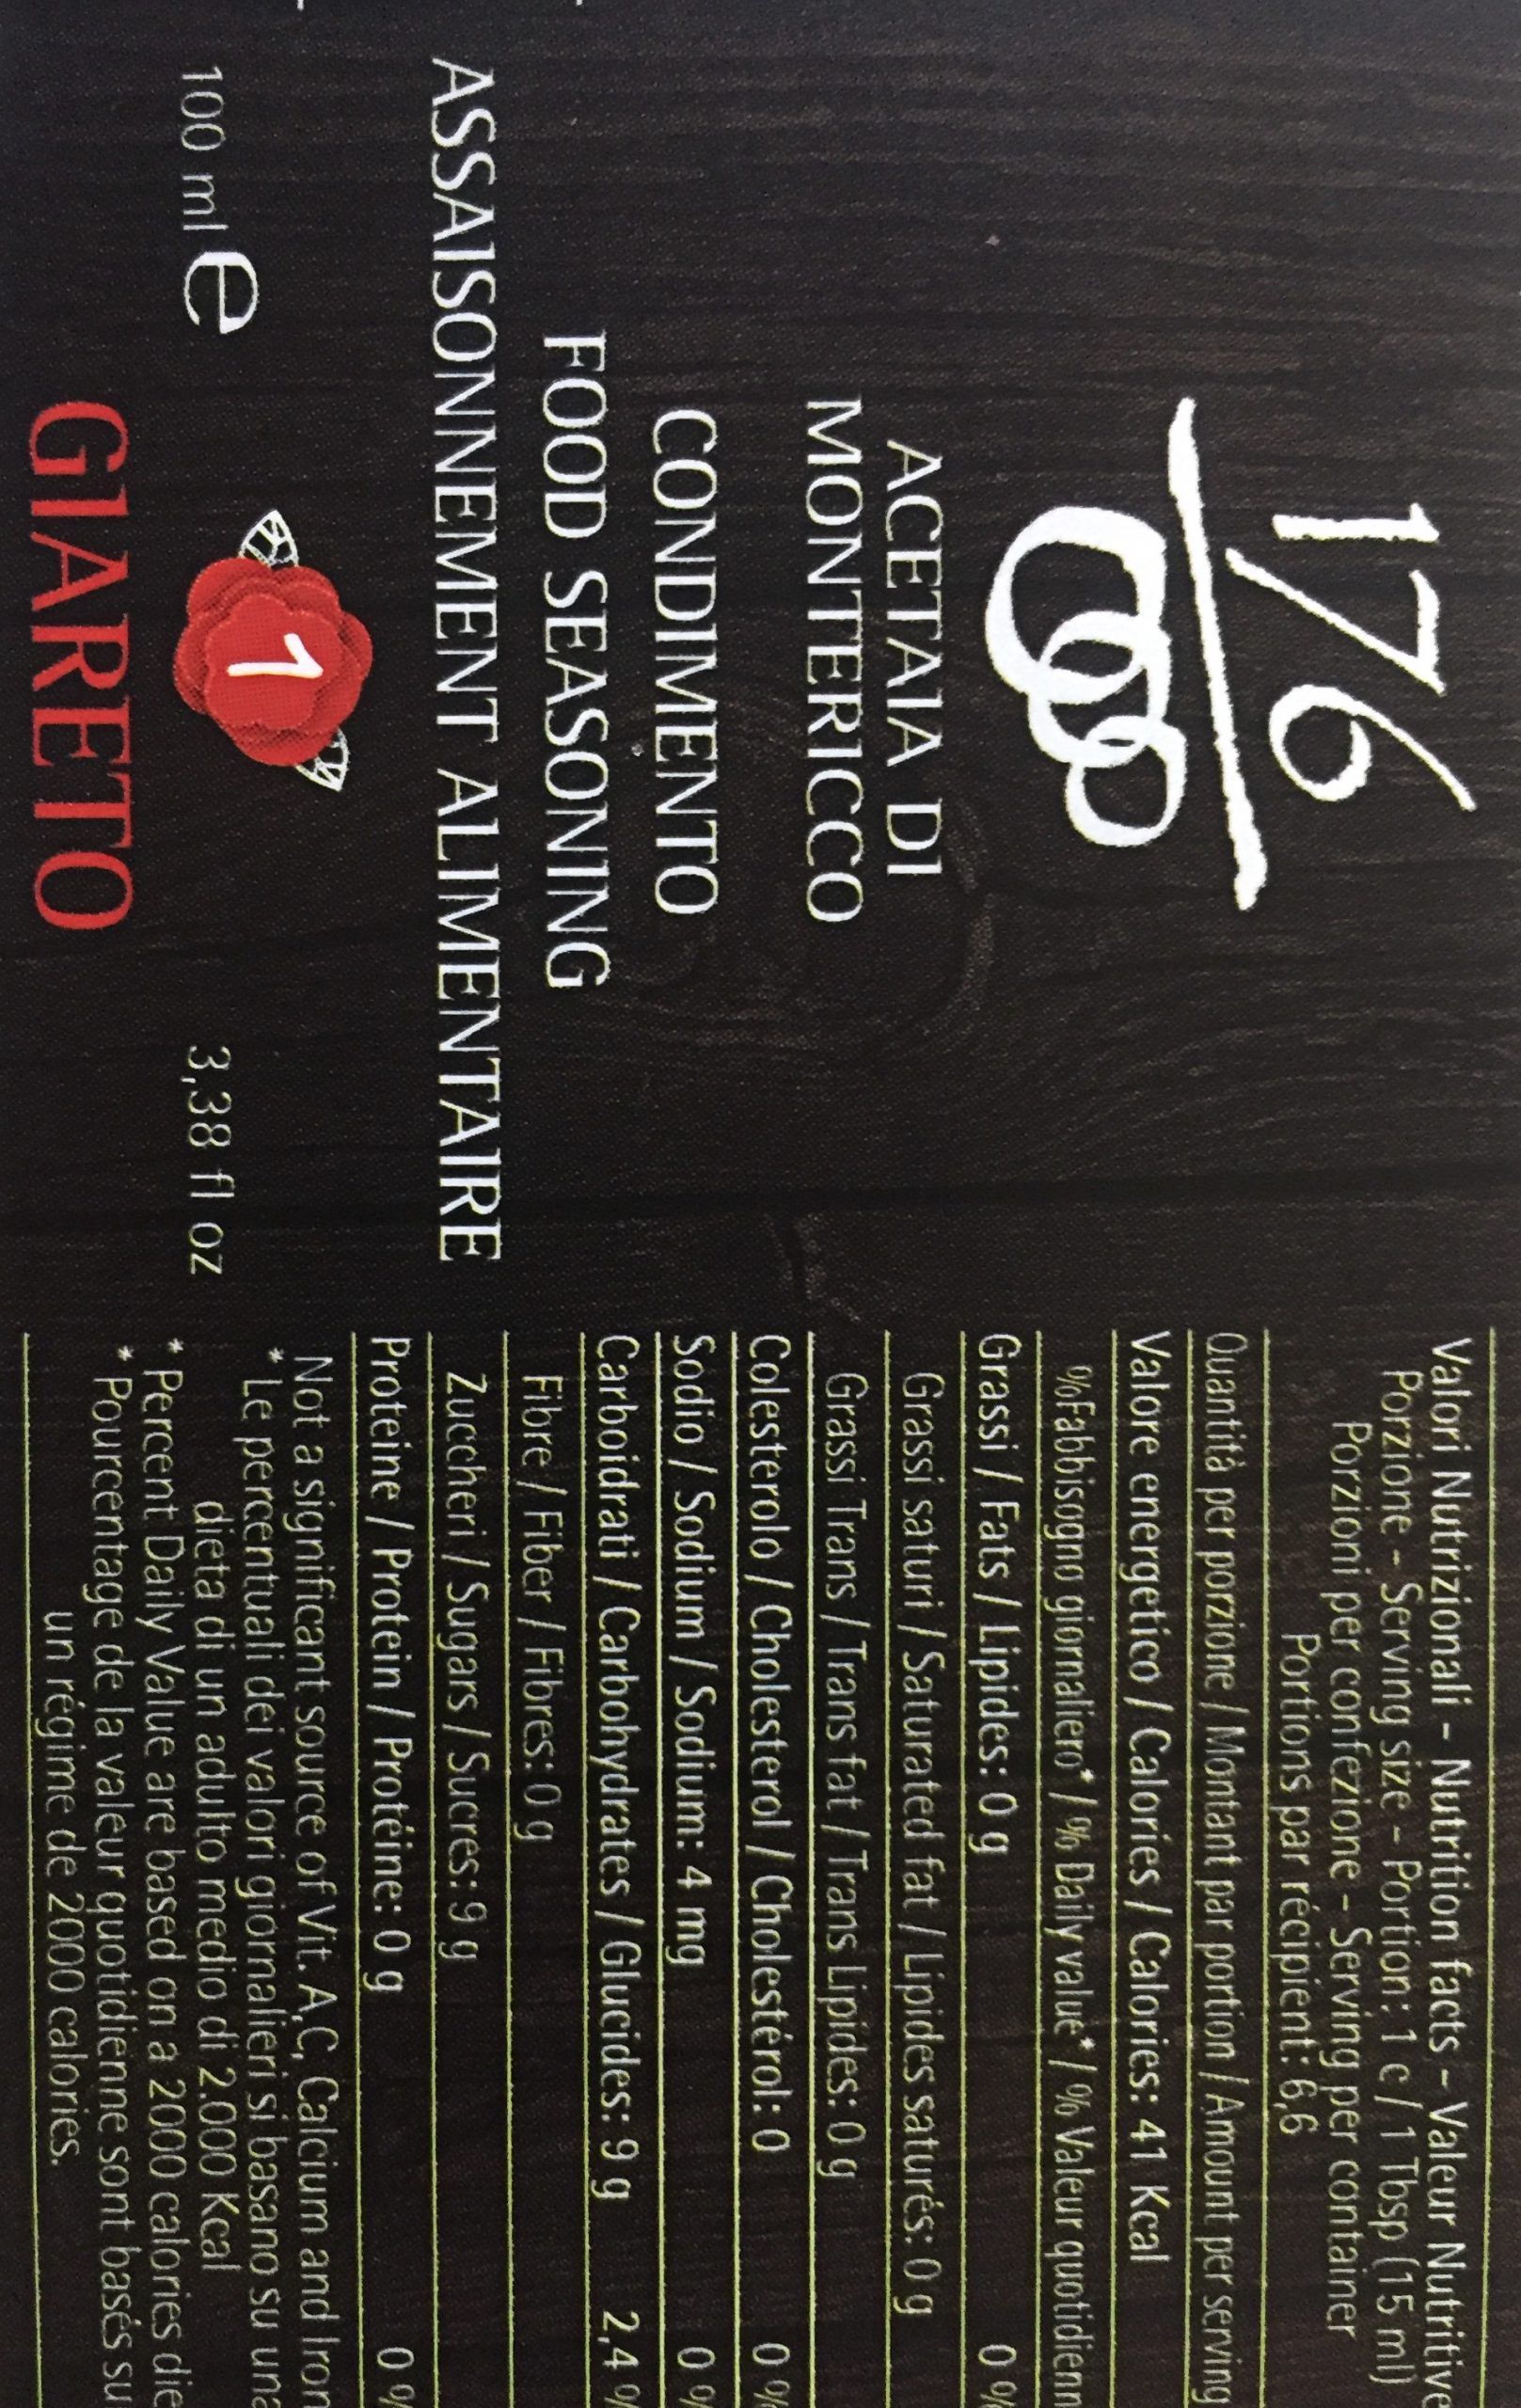 176
ACETAIA DI
MONTERICCO
CONDIMENTO
FOOD SEASONING
ASSAISONNEMENT ALIMENTAIRE
100 ml e
1
3,38 fl oz
GIARETO
Valori Nutrizionali - Nutrition facts - Valeur Nutritive
Porzione - Serving size - Portion: 1 c / 1 Tbsp (15 ml)
Porzioni per confezione - Serving per container
Portions par récipient: 6,6
Quantità per porzione / Montant par portion / Amount per serving
Valore energetico / Calories / Calories: 41 Kcal
%Fabbisogno giornaliero* / % Daily value* / % Valeur quotidienn
Grassi / Fats / Lipides: 0 g 0 %
Grassi saturi / Saturated fat / Lipides saturés: 0 g
Grassi Trans / Trans fat / Trans Lipides: 0 g
Colesterolo / Cholesterol / Cholestérol: 0 0 %
Sodio / Sodium / Sodium: 4 mg 0 %
Carboidrati / Carbohydrates / Glucides: 9 g 2,4 %
Fibre / Fiber / Fibres: 0 g
Zuccheri / Sugars / Sucres: 9 g
Proteine / Protein / Protéine: 0 g 0 %
Not a significant source of Vit. A,C, Calcium and Iron
*Le percentuali dei valori giornalieri si basano su una
dieta di un adulto medio di 2.000 Kcal
* Percent Daily Value are based on a 2000 calories die
* Pourcentage de la valeur quotidienne sont basés su
un régime de 2000 calories.